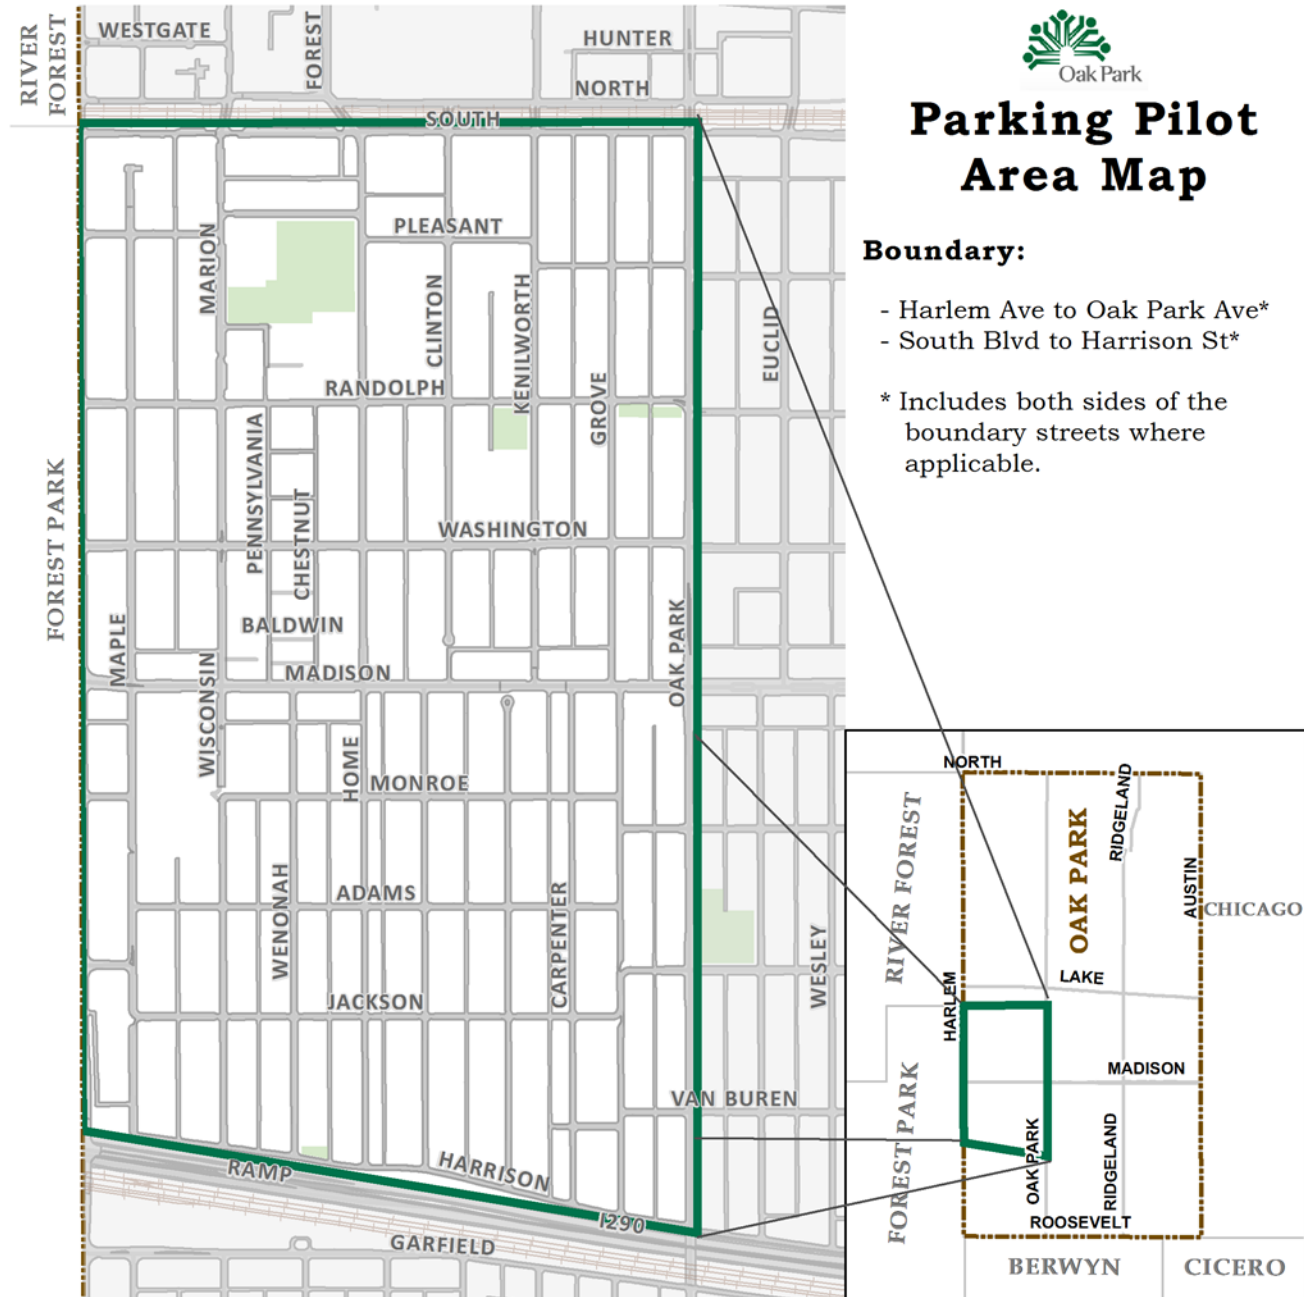 Oak Park
Parking Pilot
Area Map
Boundary:
- Harlem Ave to Oak Park Ave*
- South Blvd to Harrison St*
* Includes both sides of the
boundary streets where
applicable.
RIVER
FOREST
WESTGATE
FOREST
HUNTER
NORTH
SOUTH
PLEASANT
MARION
CLINTON
KENILWORTH
EUCLID
RANDOLPH
GROVE
PENNSYLVANIA
FOREST PARK
CHESTNUT
WASHINGTON
BALDWIN
MAPLE
OAK PARK
WISCONSIN
MADISON
HOME
MONROE
WENONAH
ADAMS
CARPENTER
WESLEY
JACKSON
VAN BUREN
RAMP
HARRISON
I290
GARFIELD
NORTH
RIDGELAND
RIVER FOREST
OAK PARK
AUSTIN
CHICAGO
LAKE
HARLEM
MADISON
FOREST PARK
OAK PARK
RIDGELAND
ROOSEVELT
BERWYN
CICERO